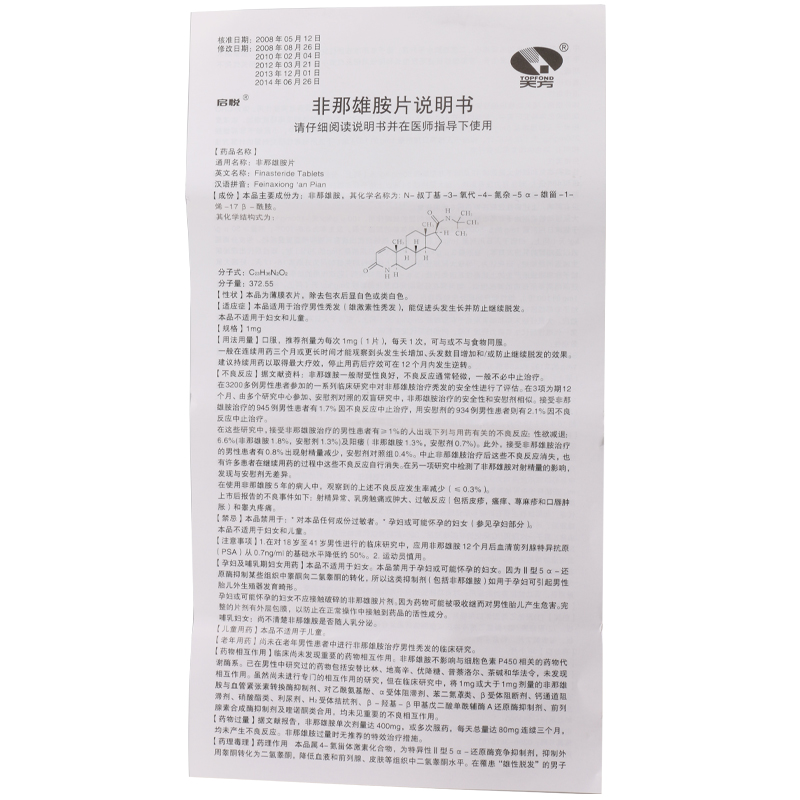 核准日期：2008年05月12日
修改日期：2008年08月26日
2010年02月04日
2012年03月21日
2013年12月01日
2014年06月26日
TOPFOND
天方
启悦®
非那雄胺片说明书
请仔细阅读说明书并在医师指导下使用
【药品名称】
通用名称：非那雄胺片
英文名称：Finasteride Tablets
汉语拼音：Feinaxiong'an Pian
【成份】本品主要成份为：非那雄胺，其化学名称为：N-叔丁基-3-氧代-4-氮杂-5α-雄甾-1-
烯-17β-酰胺。
其化学结构式为：
分子式：C₂₃H₃₆N₂O₂
分子量：372.55
【性状】本品为薄膜衣片，除去包衣后显白色或类白色。
【适应症】本品适用于治疗男性秃发（雄激素性秃发），能促进头发生长并防止继续脱发。
本品不适用于妇女和儿童。
【规格】1mg
【用法用量】口服。推荐剂量为每次1mg（1片），每天1次，可与或不与食物同服。
一般在连续用药三个月或更长时间才能观察到头发生长增加、头发数目增加和/或防止继续脱发的效果。
建议持续用药以取得最大疗效，停止用药后疗效可在12个月内发生逆转。
【不良反应】据文献资料：非那雄胺一般耐受性良好，不良反应通常轻微，一般不必中止治疗。
在3200多例男性患者参加的一系列临床研究中对非那雄胺治疗秃发的安全性进行了评估。在3项为期12
个月、由多个研究中心参加，安慰剂对照的双盲研究中，非那雄胺治疗的安全性和安慰剂相似。接受非那
雄胺治疗的945例男性患者有1.7%因不良反应中止治疗，用安慰剂的934例男性患者则有2.1%因不良
反应中止治疗。
在这些研究中，接受非那雄胺治疗的男性患者有≥1%的人出现下列与用药有关的不良反应：性欲减退：
6.6%(非那雄胺1.8%，安慰剂1.3%)及阳痿（非那雄胺1.3%，安慰剂0.7%）。此外，接受非那雄胺治疗
的男性患者有0.8%出现射精量减少，安慰剂对照组0.4%。中止非那雄胺治疗后这些不良反应消失，也
有许多患者在继续用药的过程中这些不良反应自行消失。在另一项研究中检测了非那雄胺对射精量的影响，
发现与安慰剂无差异。
在使用非那雄胺5年的病人中，观察到的上述不良反应发生率减少（≤0.3%）。
上市后报告的不良事件如下：射精异常、乳房触痛或肿大、过敏反应（包括皮疹，瘙痒，荨麻疹和口唇肿
胀）和睾丸疼痛。
【禁忌】本品禁用于：*对本品任何成份过敏者。*孕妇或可能怀孕的妇女（参见孕妇部分）。
本品不适用于妇女和儿童。
【注意事项】1.在对18岁至41岁男性进行的临床研究中，应用非那雄胺12个月后血清前列腺特异抗原
（PSA）从0.7ng/ml的基础水平降低约50%。2. 运动员慎用。
【孕妇及哺乳期妇女用药】本品不适用于妇女。本品禁用于孕妇或可能怀孕的妇女。因为Ⅱ型5α-还
原酶抑制某些组织中睾酮向二氢睾酮的转化，所以这类抑制剂（包括非那雄胺）如用于孕妇可引起男性
胎儿外生殖器发育畸形。
孕妇或可能怀孕的妇女不应接触破碎的非那雄胺片剂。因为药物可能被吸收继而对男性胎儿产生危害。完
整的片剂有外层包膜，以防止在正常操作中接触到药品的活性成分。
哺乳妇女：尚不清楚非那雄胺是否随人乳分泌。
【儿童用药】本品不适用于儿童。
【老年用药】尚未在老年男性患者中进行非那雄胺治疗男性秃发的临床研究。
【药物相互作用】临床尚未发现重要的药物相互作用。非那雄胺不影响与细胞色素P450相关的药物代
谢酶系。已在男性中研究过的药物包括安替比林、地高辛、优降糖、普萘洛尔、茶碱和华法令，未发现
相互作用。虽然尚未进行专门的相互作用的研究，但在临床研究中，将1mg或大于1mg剂量的非那雄
胺与血管紧张素转换酶抑制剂、对乙酰氨基酚、α受体阻滞剂、苯二氮䓬类、β受体阻断剂、钙通道阻
滞剂、硝酸酯类、利尿剂、H₂受体拮抗剂、β-羟基β甲基戊二酸单酰辅酶A还原酶抑制剂、前列
腺素合成酶抑制剂及喹诺酮类合用，均未见重要的不良相互作用。
【药物过量】据文献报告，非那雄胺单次剂量达400mg，或多次服药，每天总量达80mg连续三个月，
均未产生不良反应。非那雄胺过量时无推荐的特效治疗措施。
【药理毒理】药理作用 本品属4-氮甾体激素化合物，为特异性Ⅱ型5α-还原酶竞争抑制剂，抑制外
周睾酮转化为二氢睾酮，降低血液和前列腺、皮肤等组织中二氢睾酮水平。在罹患"雄性脱发"的男子